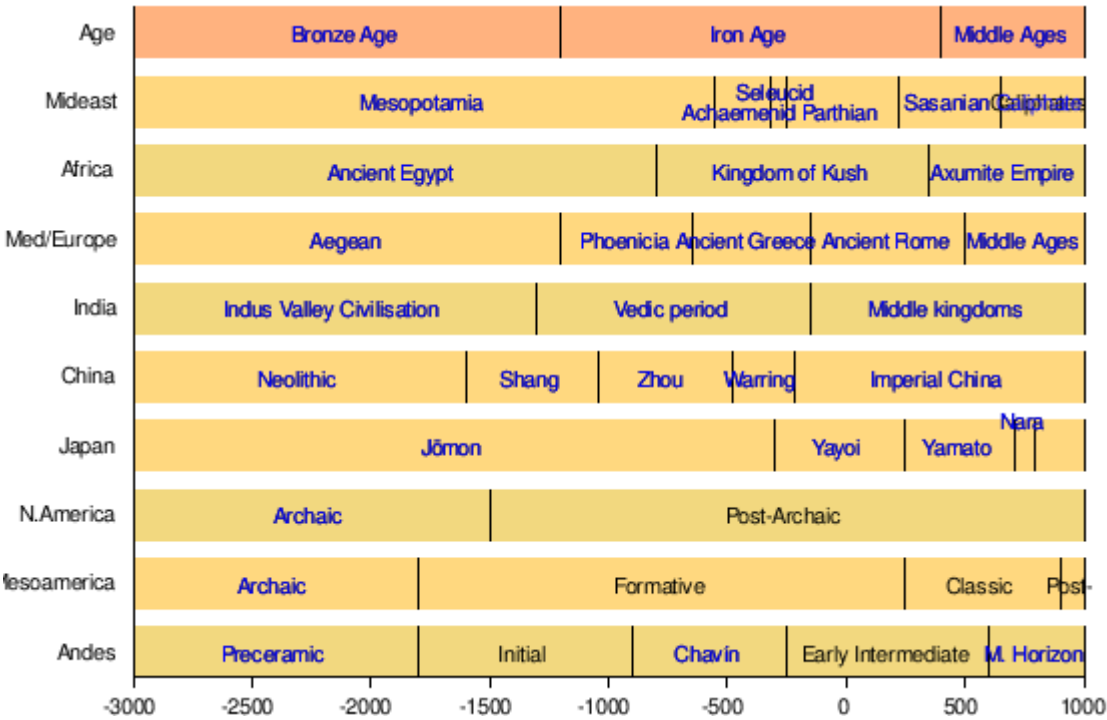 Age Bronze Age Iron Age Middle Ages
Mideast Mesopotamia Achaemenid Seleucid Parthian Sasanian Caliphates
Africa Ancient Egypt Kingdom of Kush Axumite Empire
Med/Europe Aegean Phoenicia Ancient Greece Ancient Rome Middle Ages
India Indus Valley Civilisation Vedic period Middle kingdoms
China Neolithic Shang Zhou Warring Imperial China
Japan Jōmon Yayoi Yamato Nara
N.America Archaic Post-Archaic
esoamerica Archaic Formative Classic Post-
Andes Preceramic Initial Chavín Early Intermediate M. Horizon
-3000 -2500 -2000 -1500 -1000 -500 0 500 1000